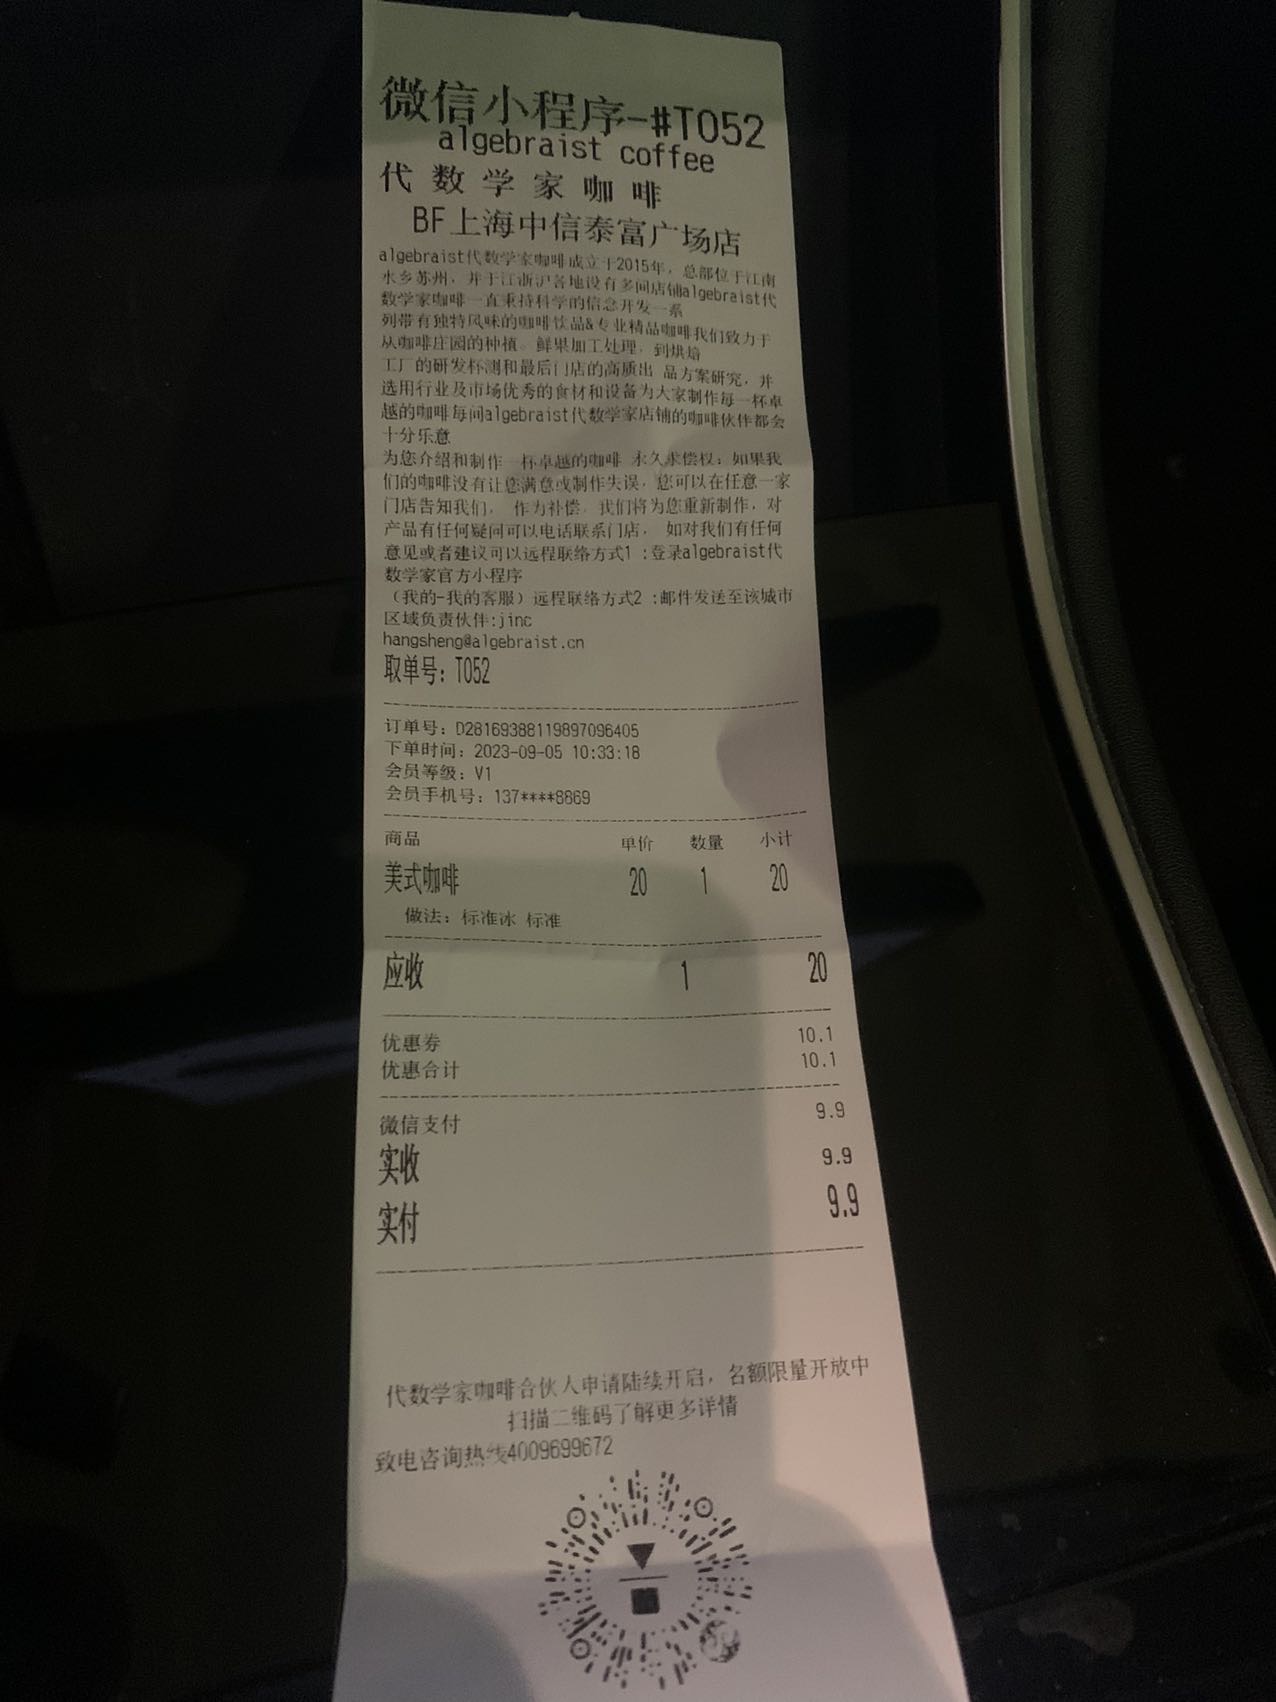 微信小程序-#T052
algebraist coffee
代数学家咖啡
BF上海中信泰富广场店
algebraist代数学家咖啡成立于2015年，总部位于江南
水乡苏州，并于江浙沪各地设有多间店铺algebraist代
数学家咖啡一直秉持科学的信念开发一系
列带有独特风味的咖啡饮品&专业精品咖啡我们致力于
从咖啡庄园的种植。鲜果加工处理，到烘焙
工厂的研发杯测和最后门店的高质出 品方案研究，并
选用行业及市场优秀的食材和设备为大家制作每一杯卓
越的咖啡每间algebraist代数学家店铺的咖啡伙伴都会
十分乐意
为您介绍和制作一杯卓越的咖啡 永久求偿权：如果我
们的咖啡没有让您满意或制作失误，您可以在任意一家
门店告知我们， 作为补偿，我们将为您重新制作，对
产品有任何疑问可以电话联系门店， 如对我们有任何
意见或者建议可以远程联络方式1 :登录algebraist代
数学家官方小程序
（我的-我的客服）远程联络方式2 :邮件发送至该城市
区域负责伙伴:jinc
hangsheng@algebraist.cn
取单号：T052
订单号：D28169388119897096405
下单时间：2023-09-05 10:33:18
会员等级：V1
会员手机号：137****8869
商品 单价 数量 小计
美式咖啡 20 1 20
做法：标准冰 标准
应收 1 20
优惠券 10.1
优惠合计 10.1
微信支付 9.9
实收 9.9
实付 9.9
代数学家咖啡合伙人申请陆续开启，名额限量开放中
扫描二维码了解更多详情
致电咨询热线4009699672